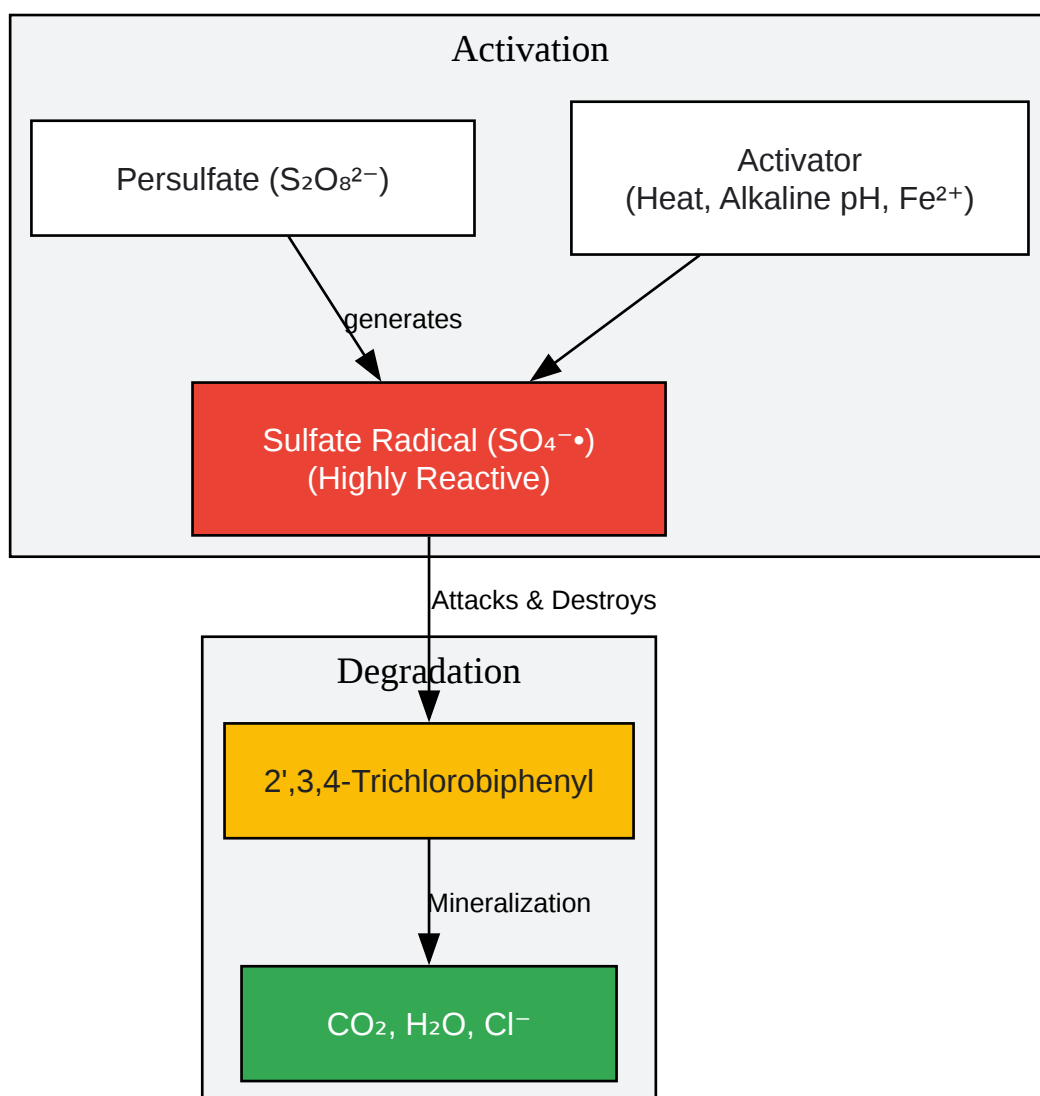 Activation
Persulfate (S₂O₈²⁻)
Activator
(Heat, Alkaline pH, Fe²⁺)
generates
Sulfate Radical (SO₄⁻•)
(Highly Reactive)
Attacks & Destroys
Degradation
2',3,4-Trichlorobiphenyl
Mineralization
CO₂, H₂O, Cl⁻